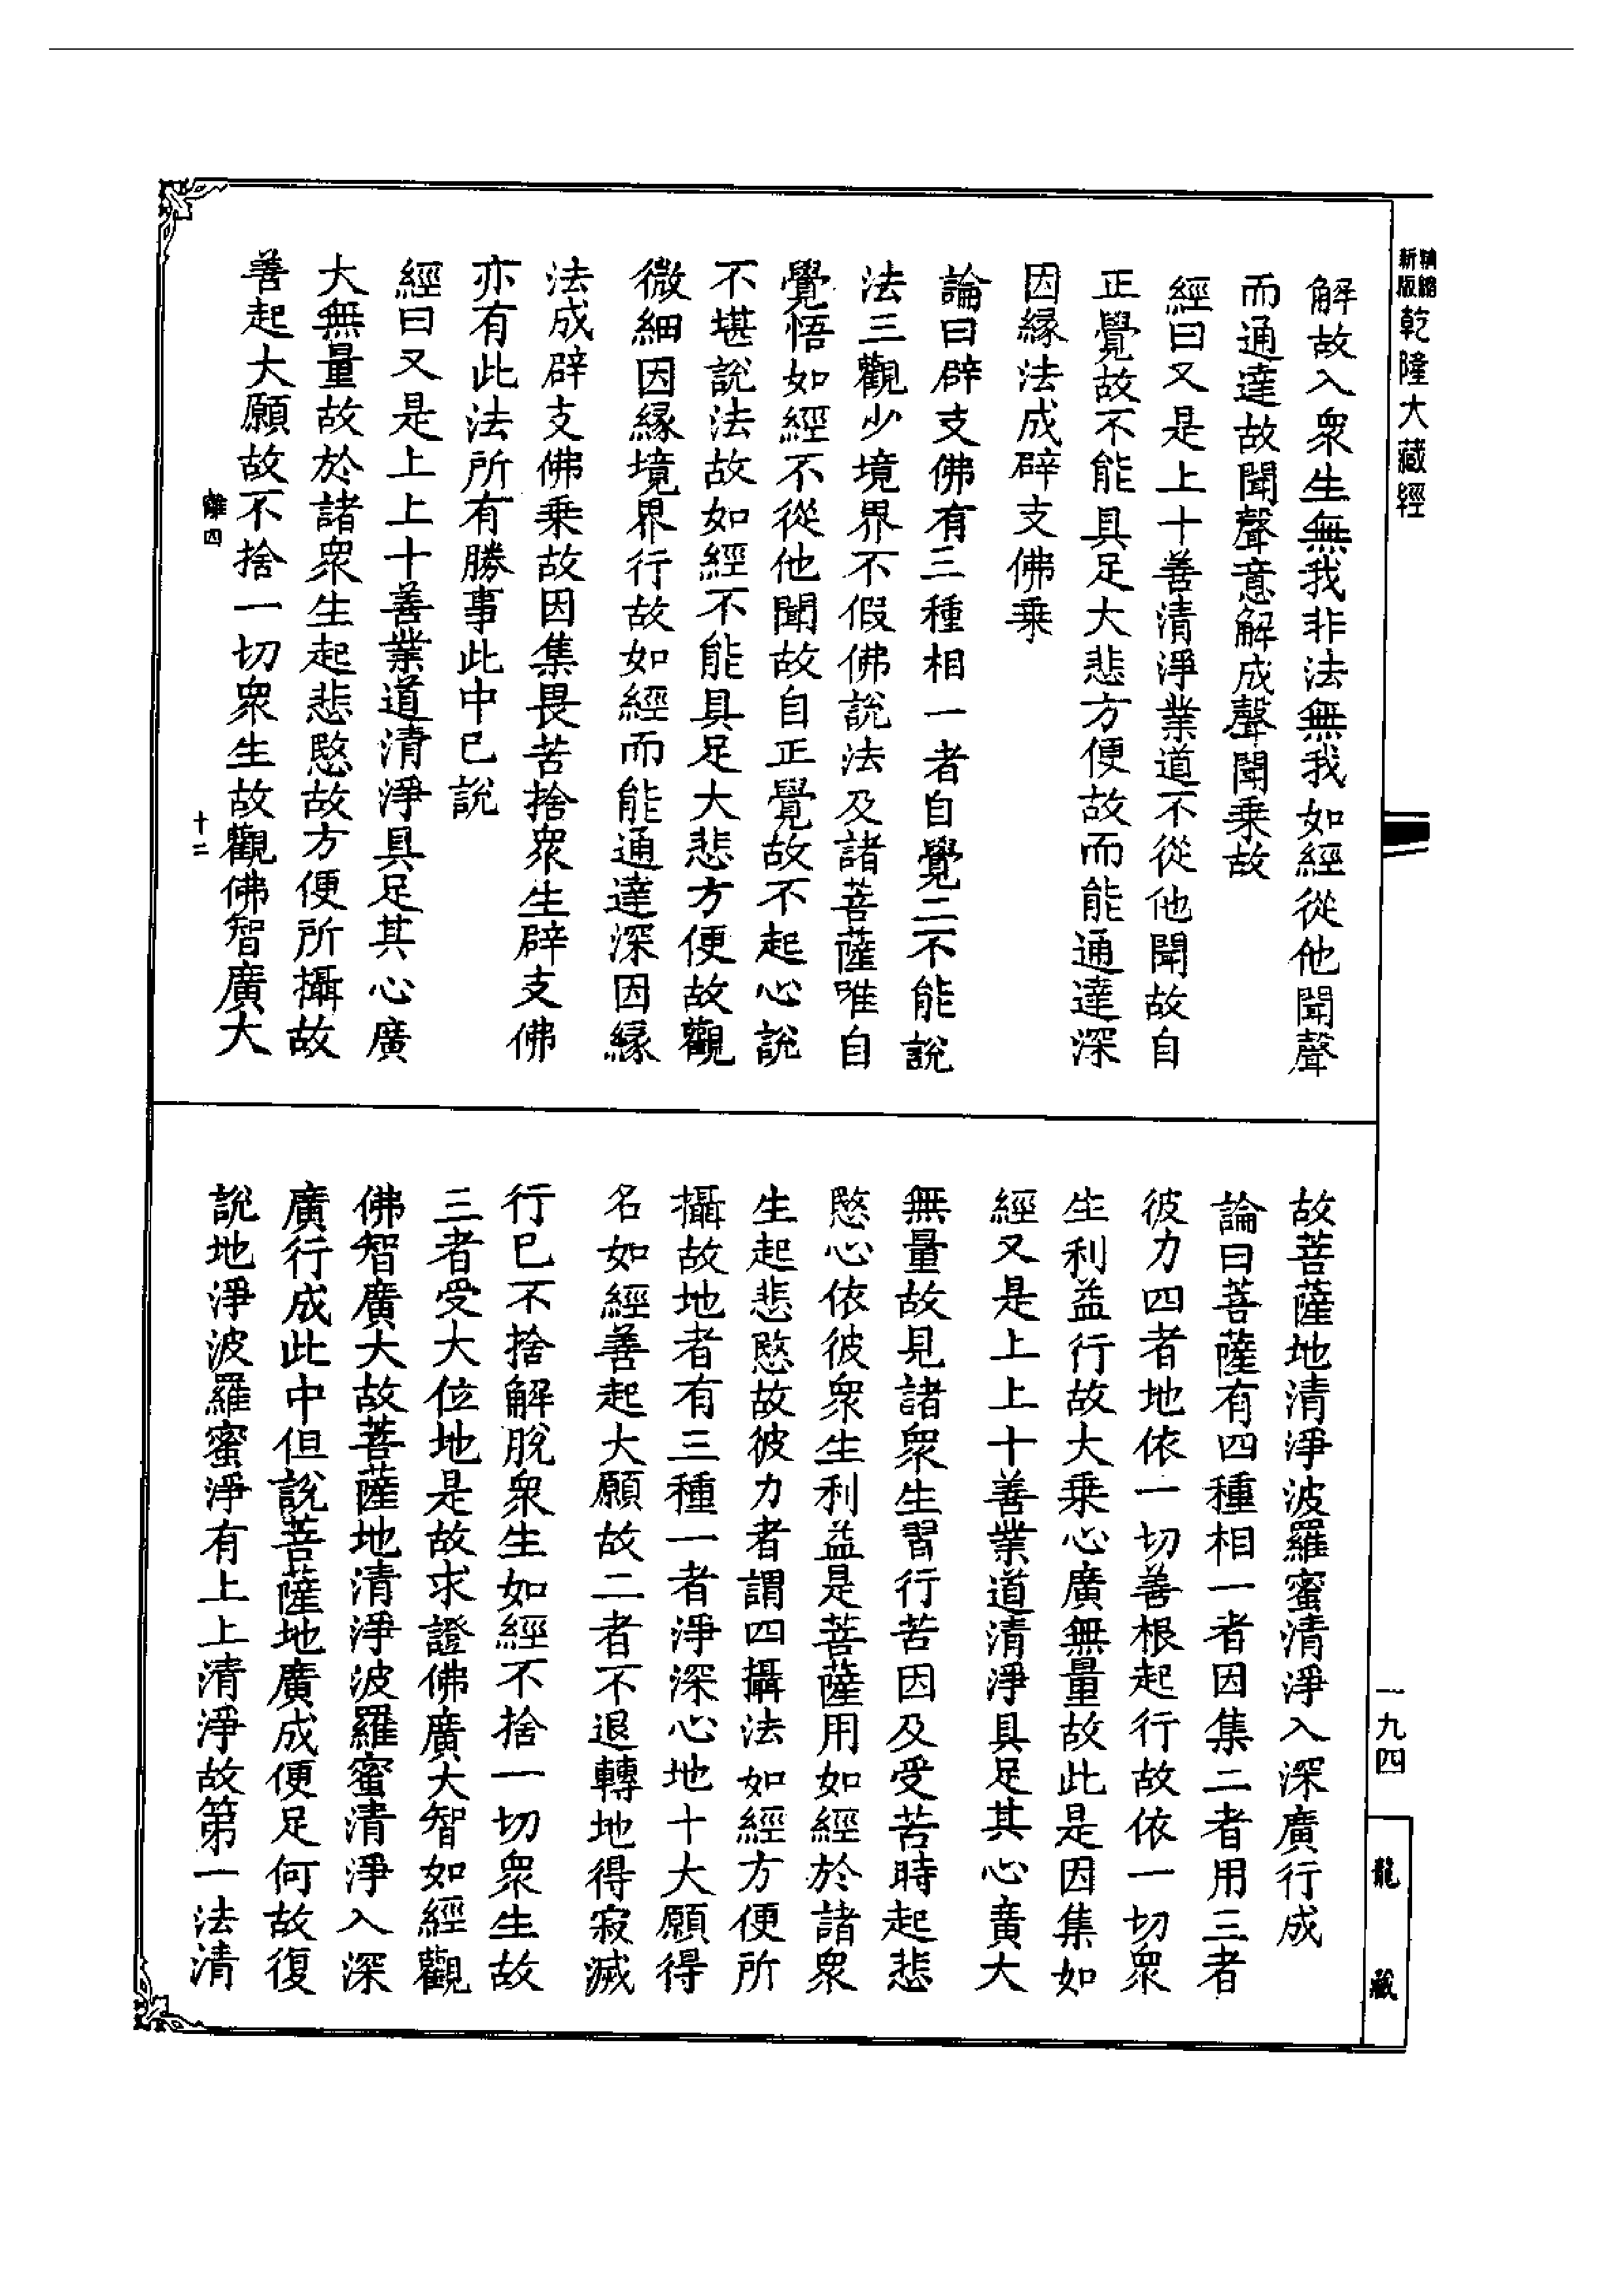 精縮新版乾隆大藏經
解故入衆生無我非法無我如經從他聞聲
而通達故聞聲意解成聲聞乗故
經曰又是上十善清淨業道不從他聞故自
正覺故不能具足大悲方便故而能通達深
因縁法成辟支佛乗
論曰辟支佛有三種相一者自覺二不能說
法三觀少境界不假佛說法及諸菩薩唯自
覺悟如經不從他聞故自正覺故不起心說
不堪說法故如經不能具足大悲方便故觀
微細因縁境界行故如經而能通達深因縁
法成辟支佛乗故因集畏苦捨衆生辟支佛
亦有此法所有勝事此中已說
經曰又是上上十善業道清淨具足其心廣
大無量故於諸衆生起悲愍故方便所攝故
善起大願故不捨一切衆生故觀佛智廣大
離四
十二
故菩薩地清淨波羅蜜清淨入深廣行成
論曰菩薩有四種相一者因集二者用三者
彼力四者地依一切善根起行故依一切衆
生利益行故大乗心廣無量故此是因集如
經又是上上十善業道清淨具足其心廣大
無量故見諸衆生習行苦因及受苦時起悲
愍心依彼衆生利益是菩薩用如經於諸衆
生起悲愍故彼力者謂四攝法如經方便所
攝故地者有三種一者淨深心地十大願得
名如經善起大願故二者不退轉地得寂滅
行已不捨解脫衆生如經不捨一切衆生故
三者受大位地是故求證佛廣大智如經觀
佛智廣大故菩薩地清淨波羅蜜清淨入深
廣行成此中但說菩薩地廣成便足何故復
說地淨波羅蜜淨有上上清淨故第一法清
一九四
龍藏